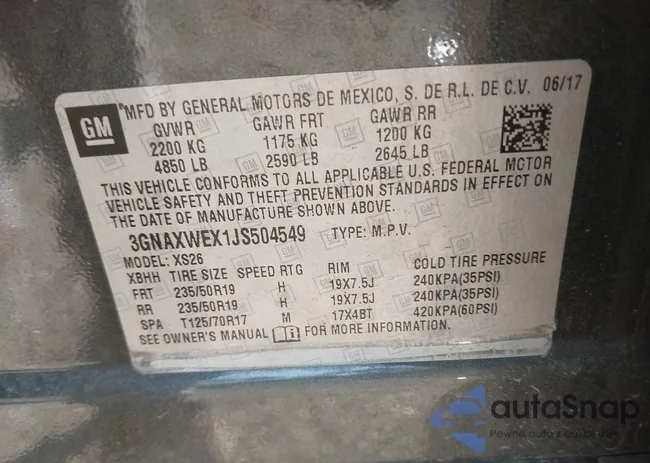 MFD BY GENERAL MOTORS DE MEXICO, S. DE R.L. DE C.V. 06/17
GM
GVWR GAWR FRT GAWR RR
2200 KG 1175 KG 1200 KG
4850 LB 2590 LB 2645 LB
THIS VEHICLE CONFORMS TO ALL APPLICABLE U.S. FEDERAL MOTOR
VEHICLE SAFETY AND THEFT PREVENTION STANDARDS IN EFFECT ON
THE DATE OF MANUFACTURE SHOWN ABOVE.
3GNAXWEX1JS504549 TYPE: M.P.V.
MODEL: XS26
XBHH TIRE SIZE SPEED RTG RIM COLD TIRE PRESSURE
FRT 235/50R19 H 19X7.5J 240KPA(35PSI)
RR 235/50R19 H 19X7.5J 240KPA(35PSI)
SPA T125/70R17 M 17X4BT 420KPA(60PSI)
SEE OWNER'S MANUAL FOR MORE INFORMATION.
autaSnap
Pewne auta z aukcji